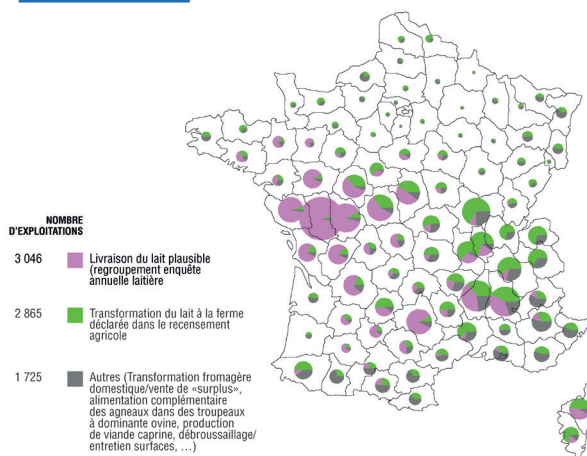 NOMBRE
D'EXPLOITATIONS
3 046 Livraison du lait plausible
(regroupement enquête
annuelle laitière
2 865 Transformation du lait à la ferme
déclarée dans le recensement
agricole
1 725 Autres (Transformation fromagère
domestique/vente de «surplus»,
alimentation complémentaire
des agneaux dans des troupeaux
à dominante ovine, production
de viande caprine, débroussaillage/
entretien surfaces, ...)